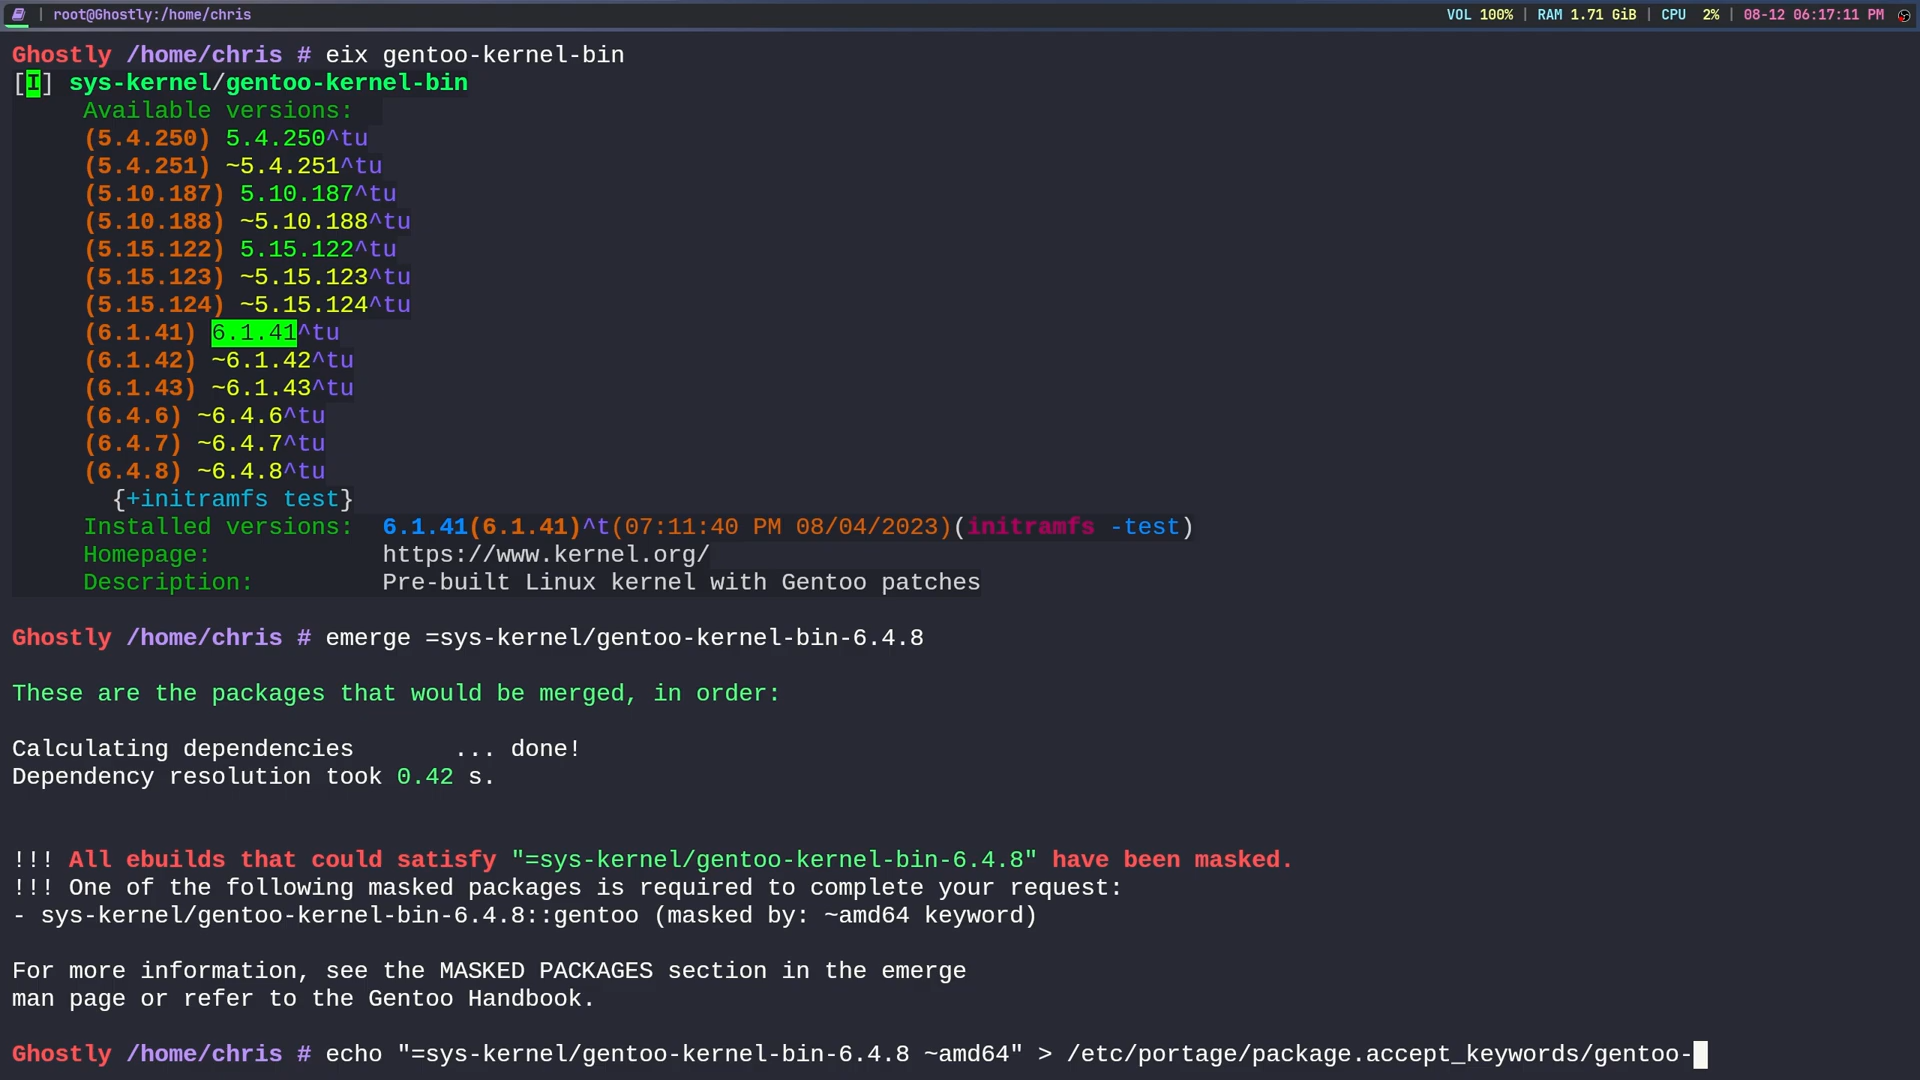 root@Ghostly:/home/chris
VOL 100% | RAM 1.71 GiB | CPU 2% | 08-12 06:17:11 PM
Ghostly /home/chris # eix gentoo-kernel-bin
[I] sys-kernel/gentoo-kernel-bin
Available versions:
(5.4.250) 5.4.250^tu
(5.4.251) ~5.4.251^tu
(5.10.187) 5.10.187^tu
(5.10.188) ~5.10.188^tu
(5.15.122) 5.15.122^tu
(5.15.123) ~5.15.123^tu
(5.15.124) ~5.15.124^tu
(6.1.41) 6.1.41^tu
(6.1.42) ~6.1.42^tu
(6.1.43) ~6.1.43^tu
(6.4.6) ~6.4.6^tu
(6.4.7) ~6.4.7^tu
(6.4.8) ~6.4.8^tu
{+initramfs test}
Installed versions: 6.1.41(6.1.41)^t(07:11:40 PM 08/04/2023)(initramfs -test)
Homepage: https://www.kernel.org/
Description: Pre-built Linux kernel with Gentoo patches
Ghostly /home/chris # emerge =sys-kernel/gentoo-kernel-bin-6.4.8
These are the packages that would be merged, in order:
Calculating dependencies ... done!
Dependency resolution took 0.42 s.
!!! All ebuilds that could satisfy "=sys-kernel/gentoo-kernel-bin-6.4.8" have been masked.
!!! One of the following masked packages is required to complete your request:
- sys-kernel/gentoo-kernel-bin-6.4.8::gentoo (masked by: ~amd64 keyword)
For more information, see the MASKED PACKAGES section in the emerge
man page or refer to the Gentoo Handbook.
Ghostly /home/chris # echo "=sys-kernel/gentoo-kernel-bin-6.4.8 ~amd64" > /etc/portage/package.accept_keywords/gentoo-